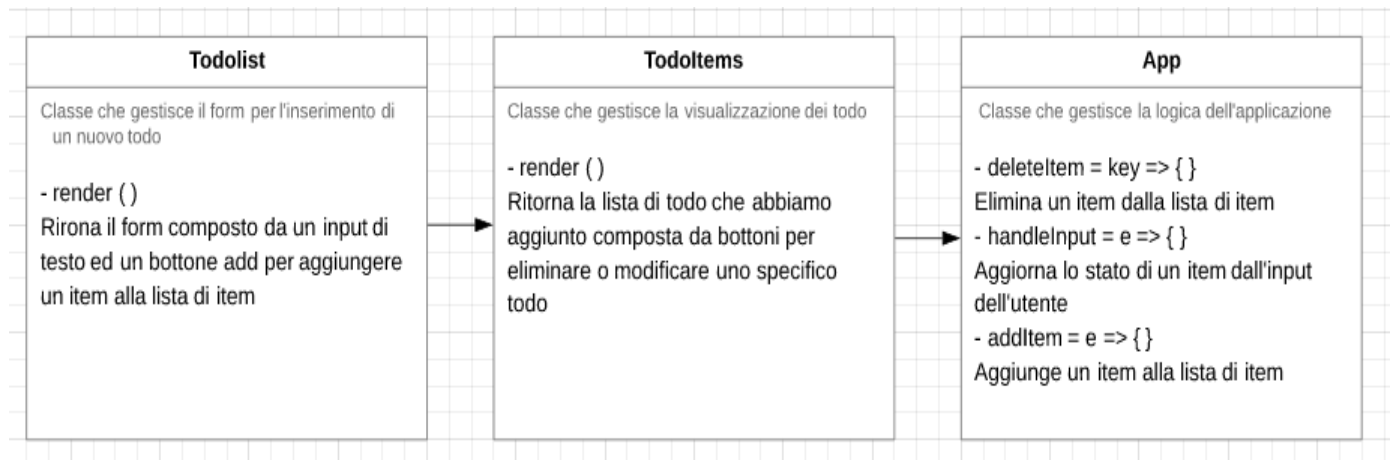 Todolist
Classe che gestisce il form per l'inserimento di
un nuovo todo
- render ( )
Rirona il form composto da un input di
testo ed un bottone add per aggiungere
un item alla lista di item
TodoItems
Classe che gestisce la visualizzazione dei todo
- render ( )
Ritorna la lista di todo che abbiamo
aggiunto composta da bottoni per
eliminare o modificare uno specifico
todo
App
Classe che gestisce la logica dell'applicazione
- deleteItem = key => { }
Elimina un item dalla lista di item
- handleInput = e => { }
Aggiorna lo stato di un item dall'input
dell'utente
- addItem = e => { }
Aggiunge un item alla lista di item